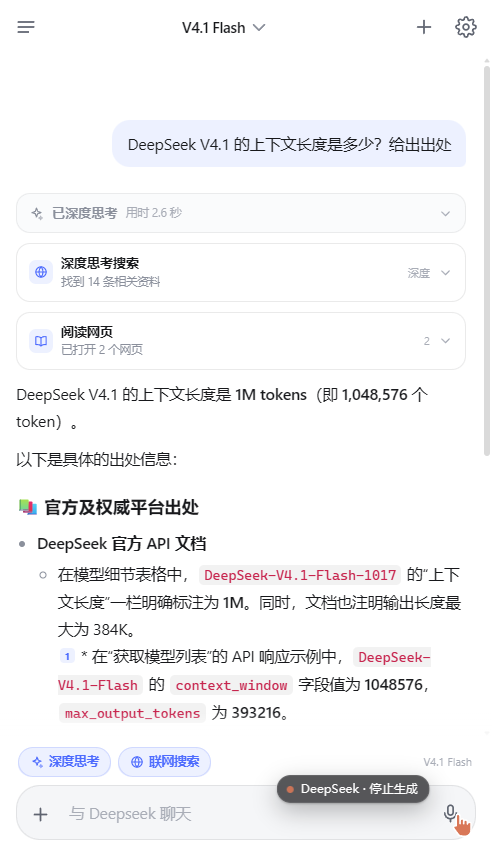 V4.1 Flash
DeepSeek V4.1 的上下文长度是多少？给出出处
已深度思考 用时 2.6 秒
深度思考搜索
找到 14 条相关资料
深度
阅读网页
已打开 2 个网页
2
DeepSeek V4.1 的上下文长度是 1M tokens（即 1,048,576 个
token）。
以下是具体的出处信息：
官方及权威平台出处
DeepSeek 官方 API 文档
在模型细节表格中， DeepSeek-V4.1-Flash-1017 的“上下
文长度”一栏明确标注为 1M。同时，文档也注明输出长度最
大为 384K。
1 * 在“获取模型列表”的 API 响应示例中， DeepSeek-
V4.1-Flash 的 context_window 字段值为 1048576，
max_output_tokens 为 393216。
深度思考 联网搜索 V4.1 Flash
DeepSeek · 停止生成
与 Deepseek 聊天